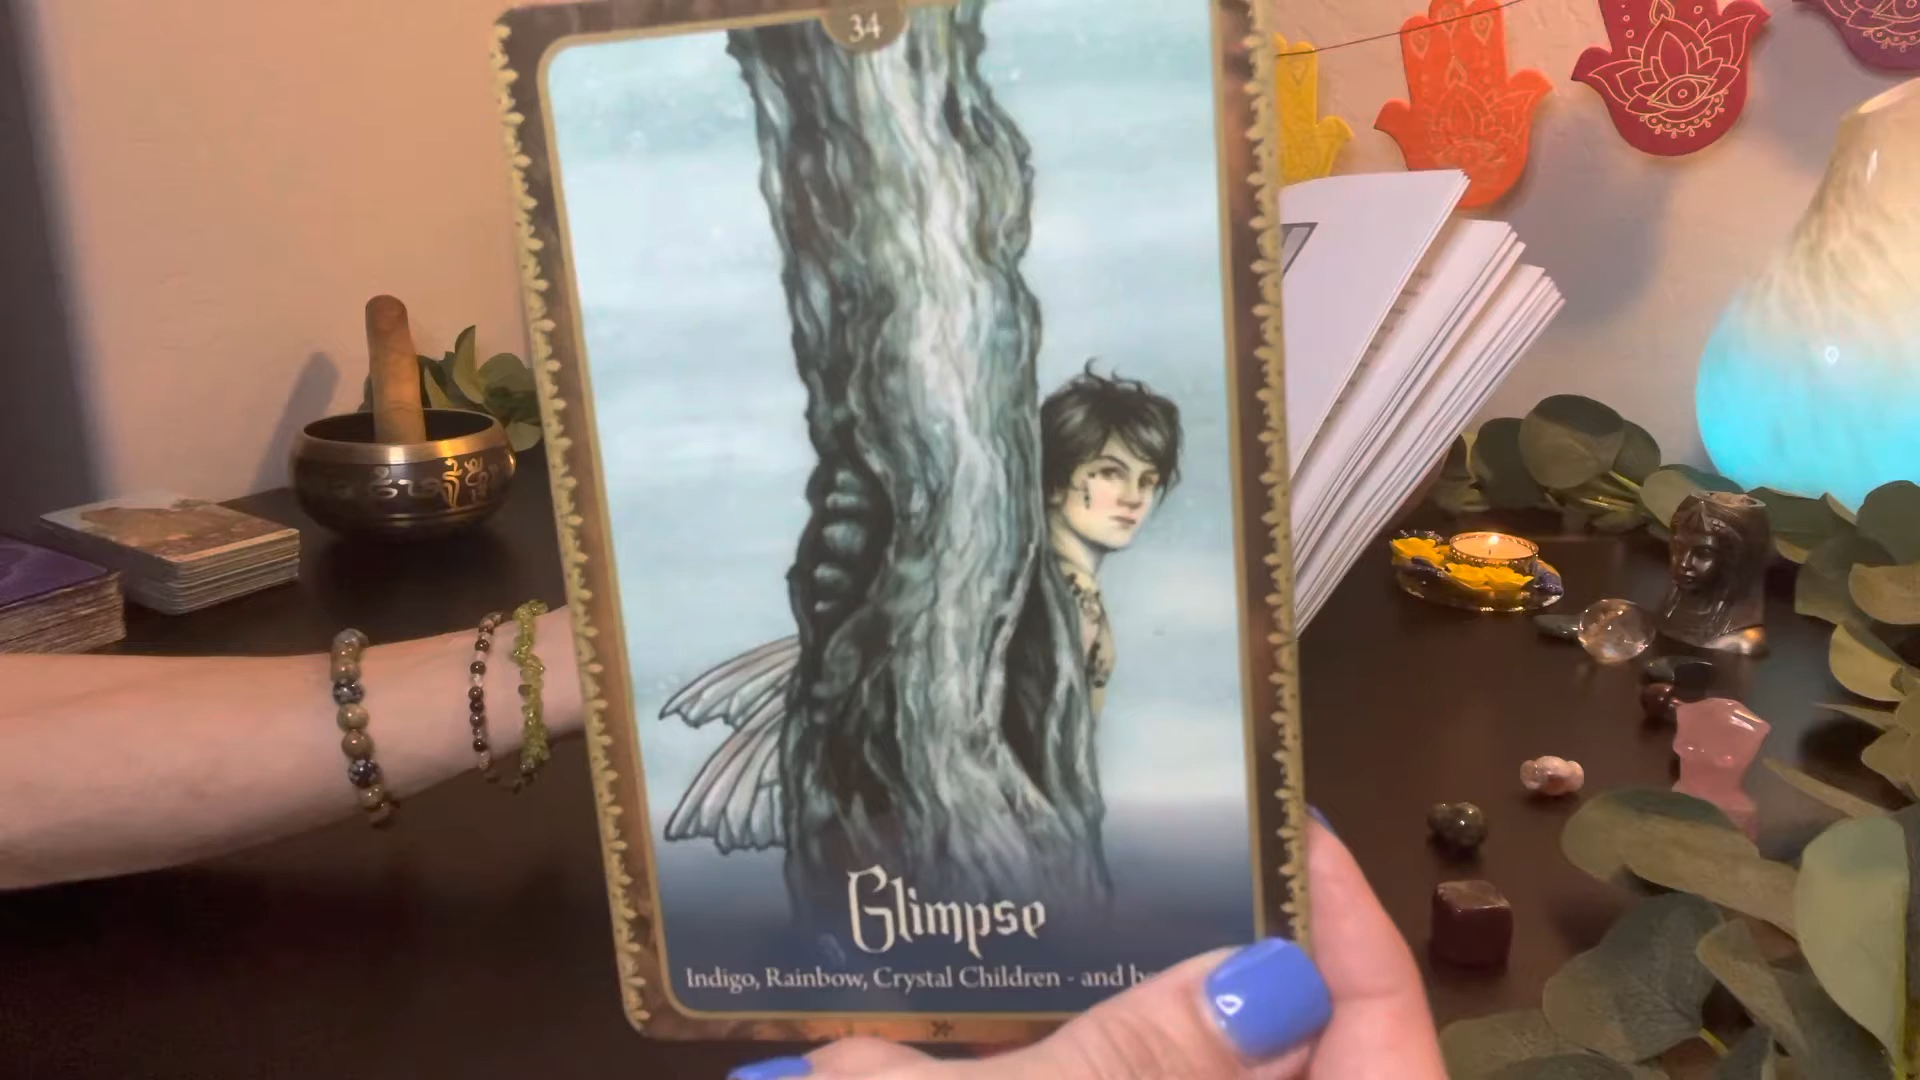 34
Glimpse
Indigo, Rainbow, Crystal Children - and